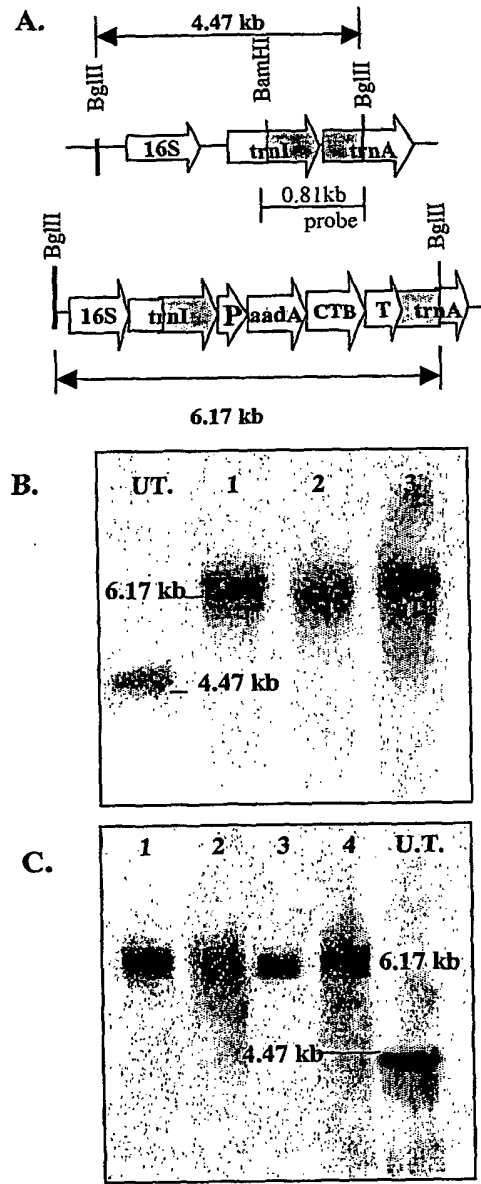 A.
4.47 kb
BglII
BamHI
BglII
16S
trnI
trnA
0.81kb
probe
BglII
BglII
16S
trnI
P
aadA
CTB
T
trnA
6.17 kb
B.
UT.
1
2
3
6.17 kb
4.47 kb
C.
1
2
3
4
U.T.
6.17 kb
4.47 kb